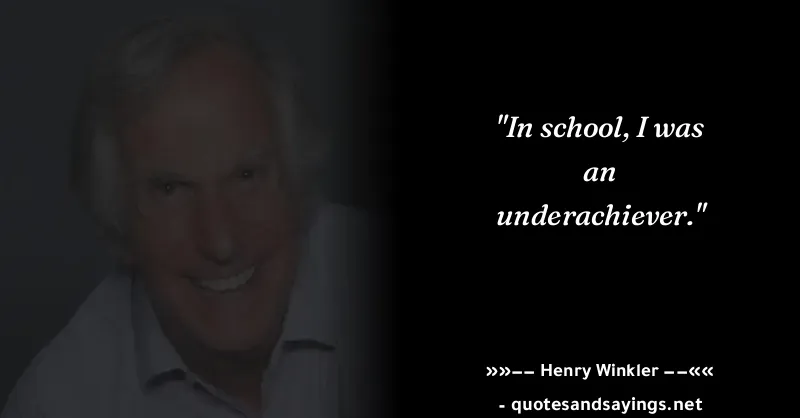 "In school, I was
an
underachiever."
»»−− Henry Winkler −−««
- quotesandsayings.net